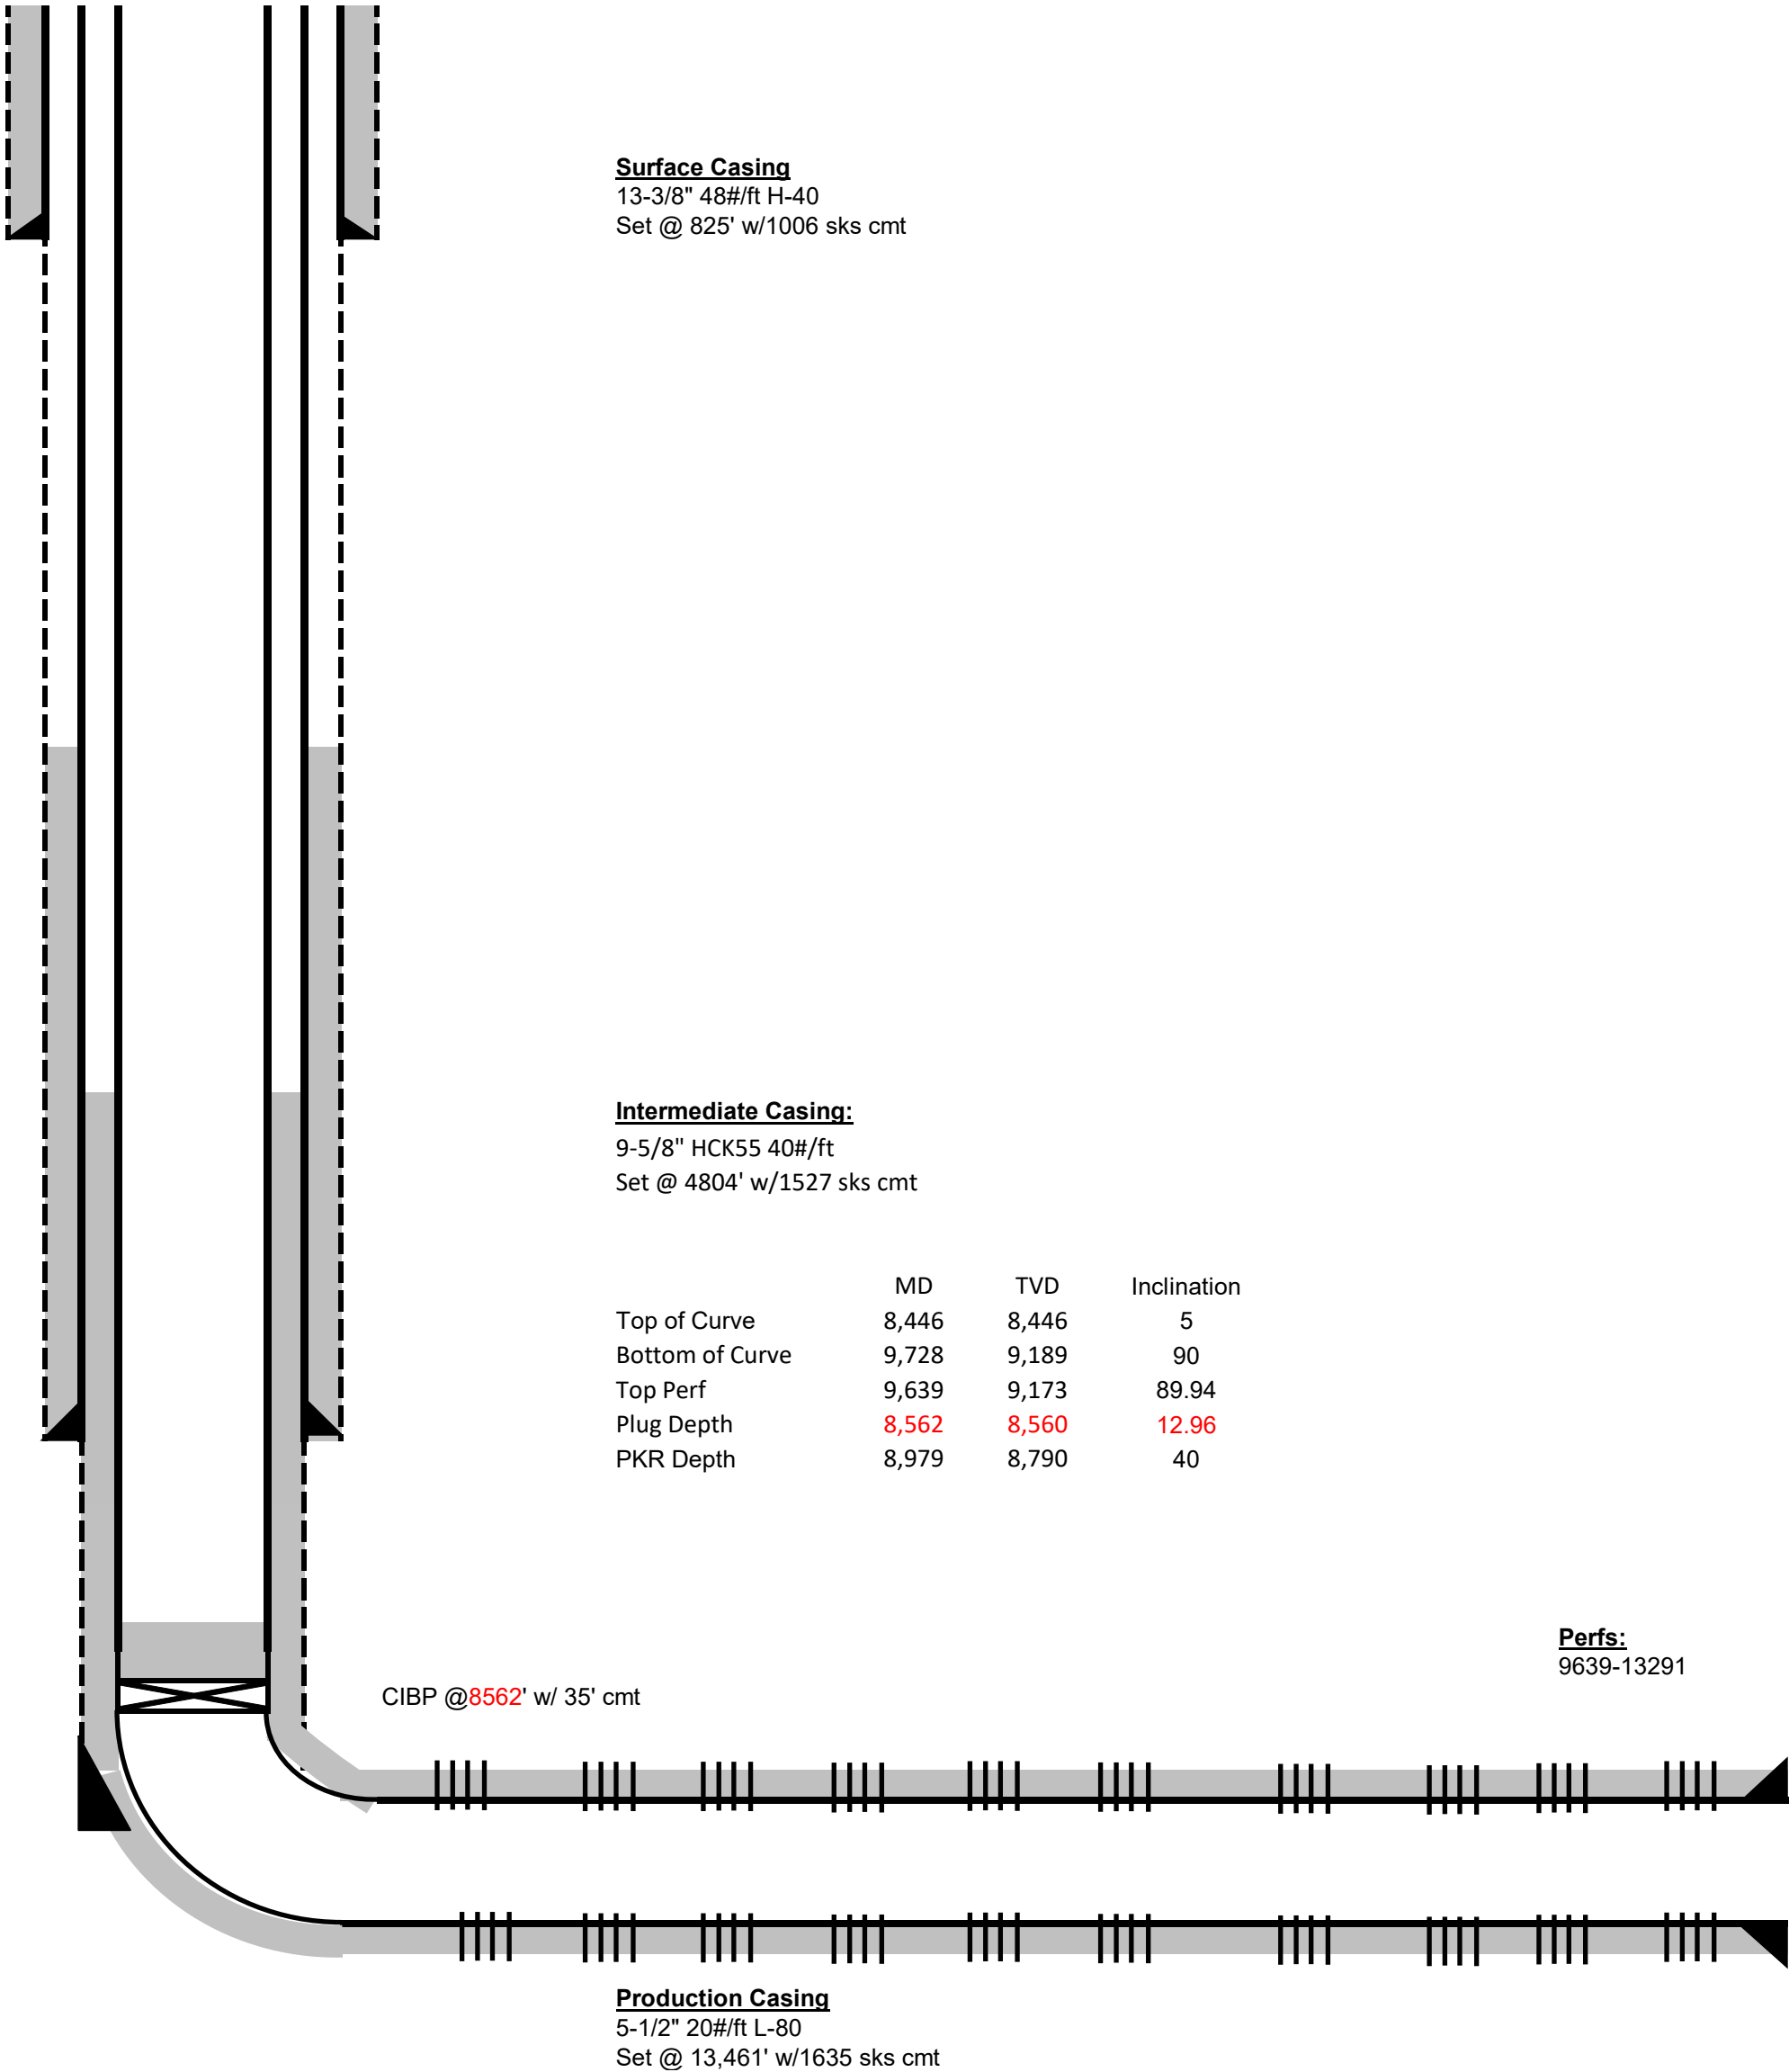 Surface Casing
13-3/8" 48#/ft H-40
Set @ 825' w/1006 sks cmt
Intermediate Casing:
9-5/8" HCK55 40#/ft
Set @ 4804' w/1527 sks cmt
MD TVD Inclination
Top of Curve 8,446 8,446 5
Bottom of Curve 9,728 9,189 90
Top Perf 9,639 9,173 89.94
Plug Depth 8,562 8,560 12.96
PKR Depth 8,979 8,790 40
Perfs:
9639-13291
CIBP @8562' w/ 35' cmt
Production Casing
5-1/2" 20#/ft L-80
Set @ 13,461' w/1635 sks cmt